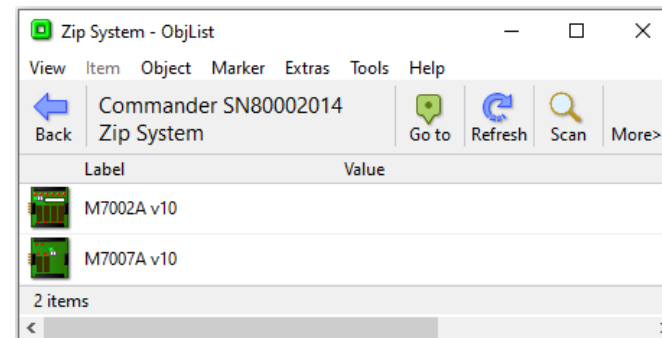 Zip System - ObjList
View Item Object Marker Extras Tools Help
Back
Commander SN80002014
Zip System
Go to Refresh Scan More>
Label Value
M7002A v10
M7007A v10
2 items